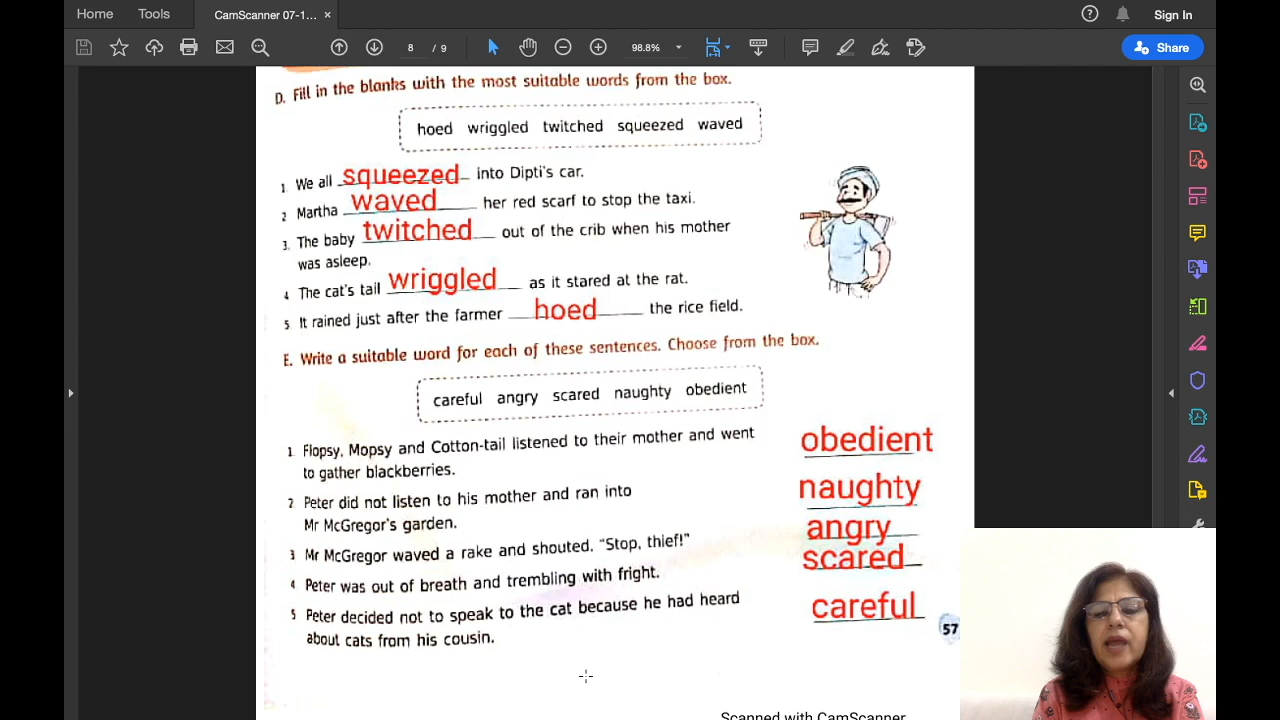 Home Tools CamScanner 07-1... × Sign In
8 / 9 98.8% Share
D. Fill in the blanks with the most suitable words from the box.
hoed wriggled twitched squeezed waved
1. We all squeezed into Dipti's car.
2 Martha waved her red scarf to stop the taxi.
3. The baby twitched out of the crib when his mother
was asleep.
4 The cat's tail wriggled as it stared at the rat.
5 It rained just after the farmer hoed the rice field.
E. Write a suitable word for each of these sentences. Choose from the box.
careful angry scared naughty obedient
1 Flopsy, Mopsy and Cotton-tail listened to their mother and went obedient
to gather blackberries.
2 Peter did not listen to his mother and ran into naughty
Mr McGregor's garden.
3 Mr McGregor waved a rake and shouted, "Stop, thief!" angry
4 Peter was out of breath and trembling with fright. scared
5 Peter decided not to speak to the cat because he had heard careful
about cats from his cousin.
57
Scanned with CamScanner